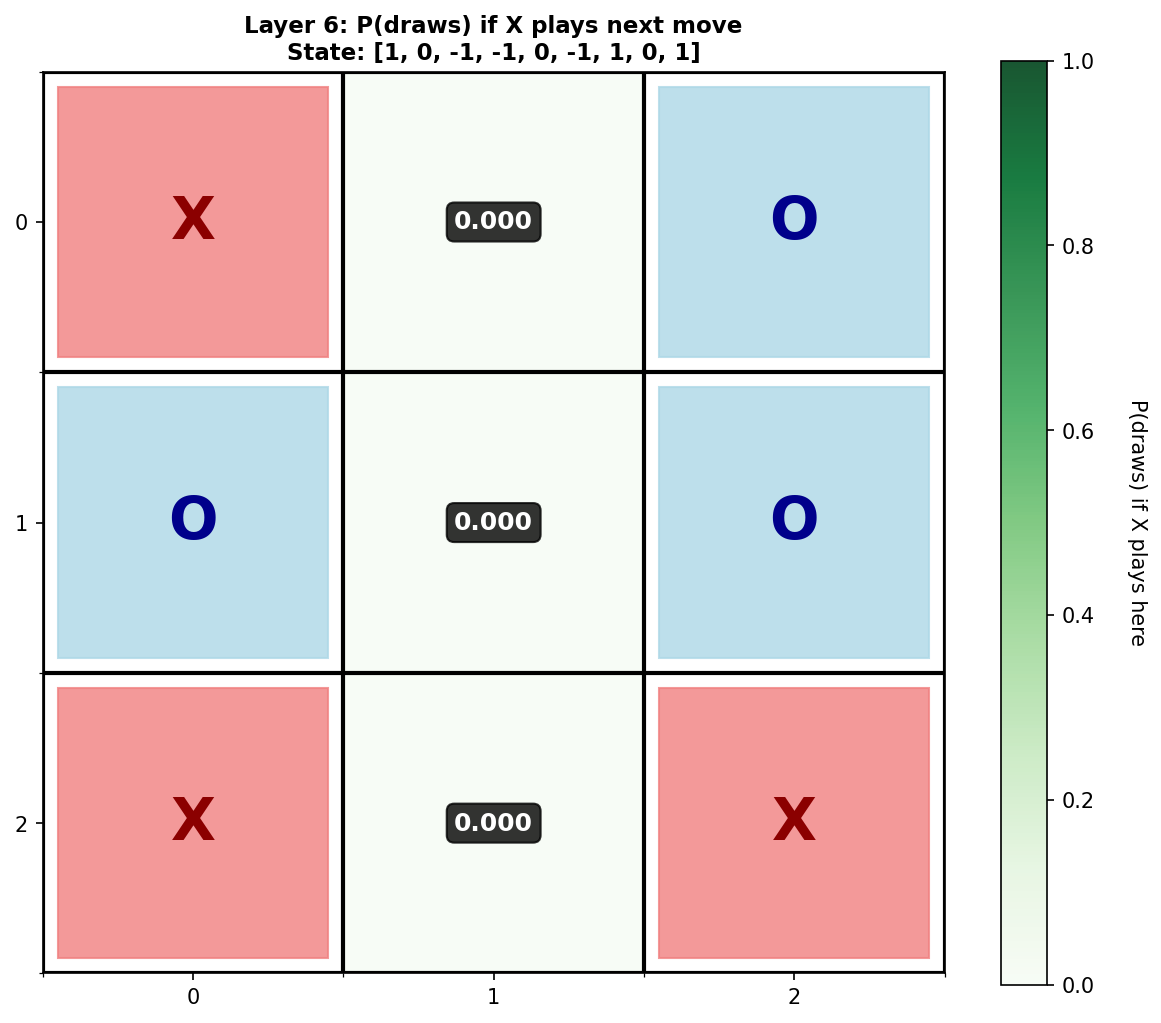 Layer 6: P(draws) if X plays next move
State: [1, 0, -1, -1, 0, -1, 1, 0, 1]
0
X
0.000
O
1
O
0.000
O
2
X
0.000
X
0
1
2
1.0
0.8
0.6
0.4
0.2
0.0
P(draws) if X plays here